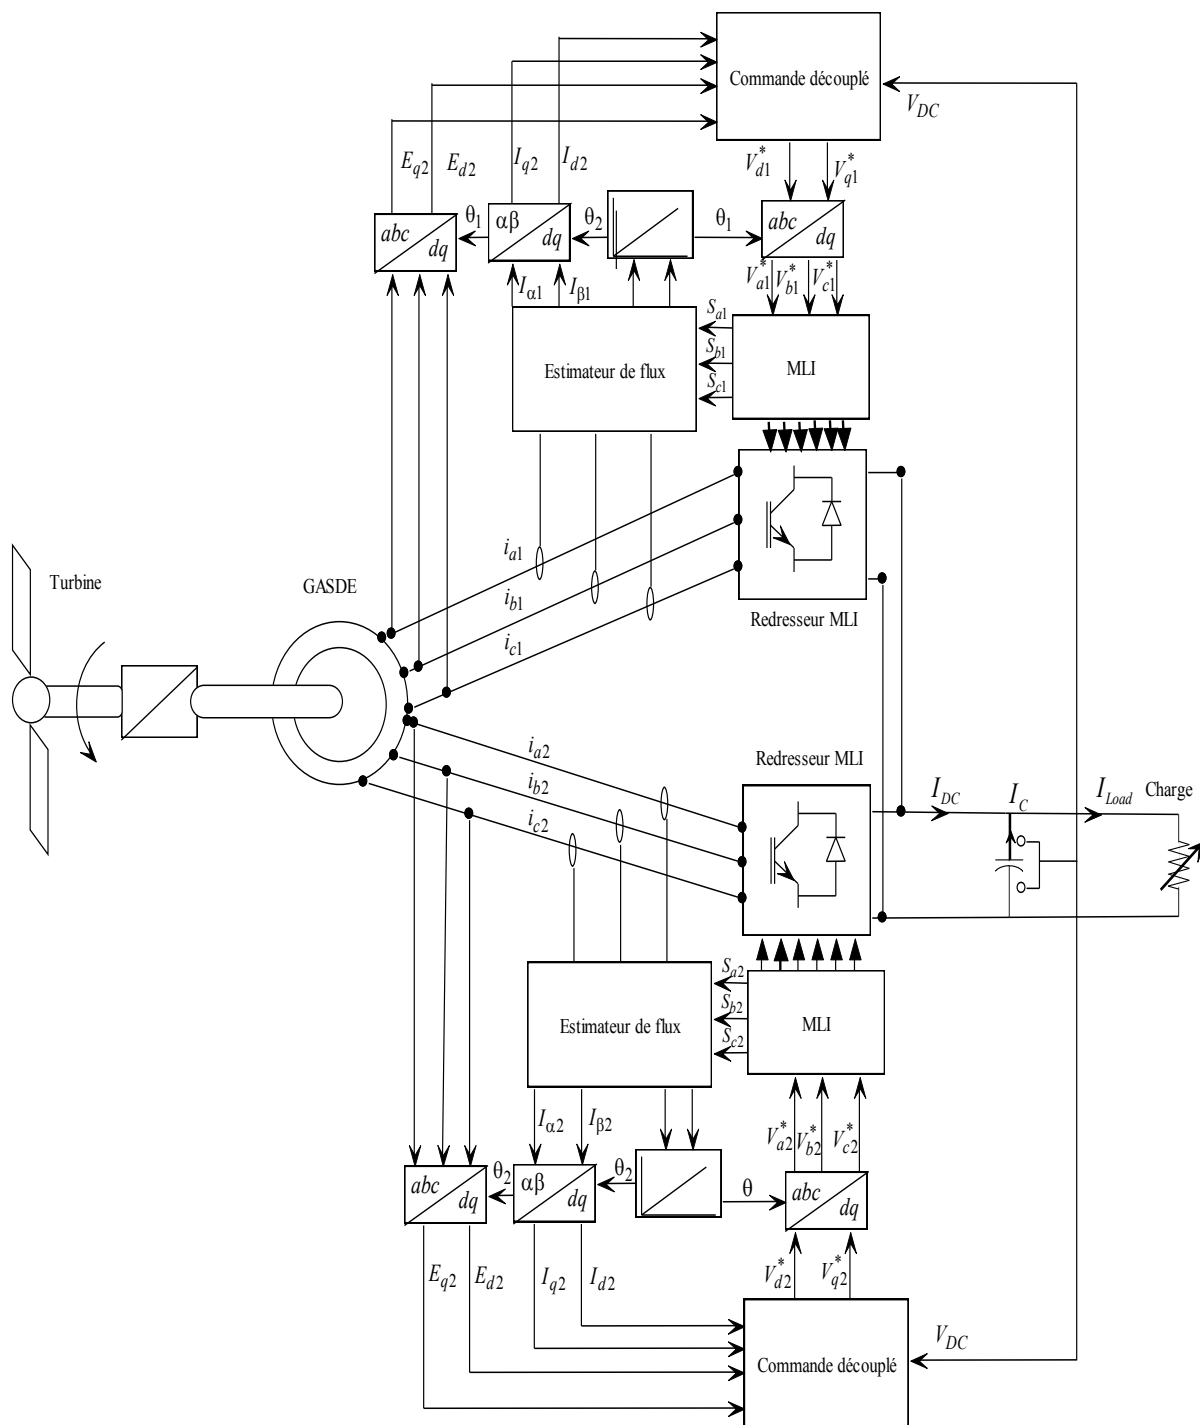 Commande découplé
V_DC
E_q2
E_d2
I_q2
I_d2
V*_d1
V*_q1
abc
dq
θ_1
αβ
dq
θ_2
θ_1
abc
dq
I_α1
I_β1
V*_a1
V*_b1
V*_c1
Estimateur de flux
S_a1
S_b1
S_c1
MLI
i_a1
i_b1
i_c1
Redresseur MLI
Turbine
GASDE
Redresseur MLI
i_a2
i_b2
i_c2
I_DC
I_C
I_Load
Charge
Estimateur de flux
S_a2
S_b2
S_c2
MLI
I_α2
I_β2
V*_a2
V*_b2
V*_c2
abc
dq
θ_2
αβ
dq
θ_2
θ
abc
dq
E_q2
E_d2
I_q2
I_d2
V*_d2
V*_q2
Commande découplé
V_DC